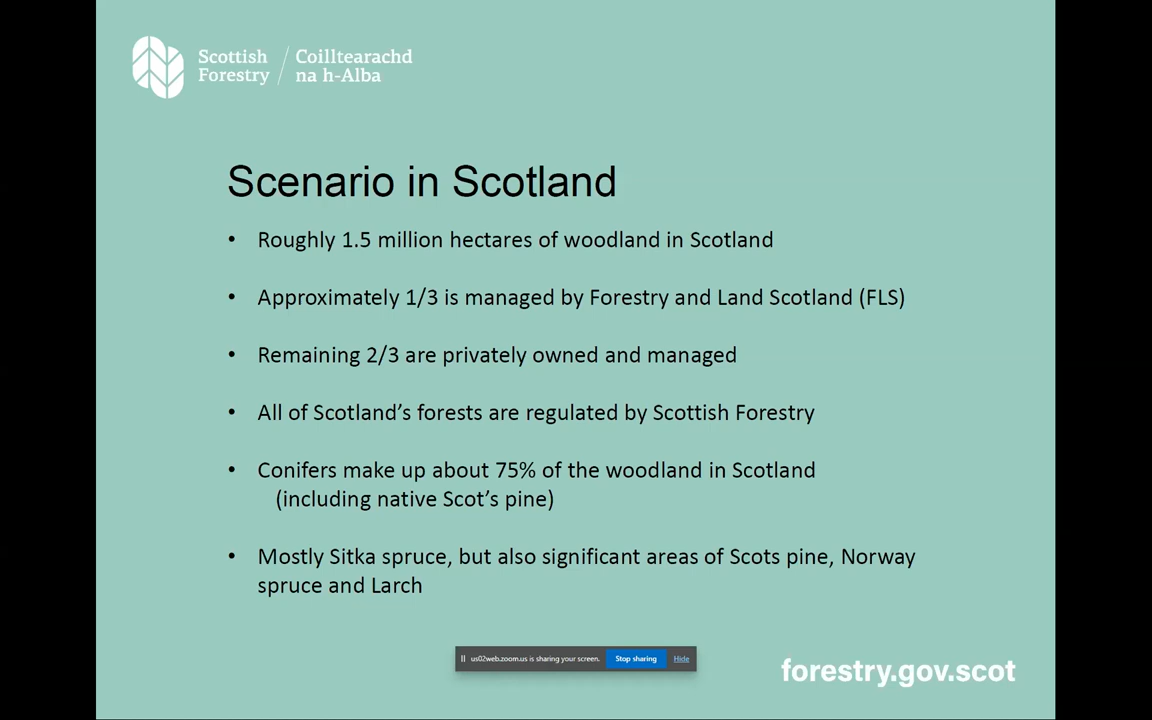 Scottish
Forestry
Coilltearachd
na h-Alba
Scenario in Scotland
• Roughly 1.5 million hectares of woodland in Scotland
• Approximately 1/3 is managed by Forestry and Land Scotland (FLS)
• Remaining 2/3 are privately owned and managed
• All of Scotland’s forests are regulated by Scottish Forestry
• Conifers make up about 75% of the woodland in Scotland
(including native Scot’s pine)
• Mostly Sitka spruce, but also significant areas of Scots pine, Norway
spruce and Larch
us02web.zoom.us is sharing your screen. Stop sharing Hide
forestry.gov.scot